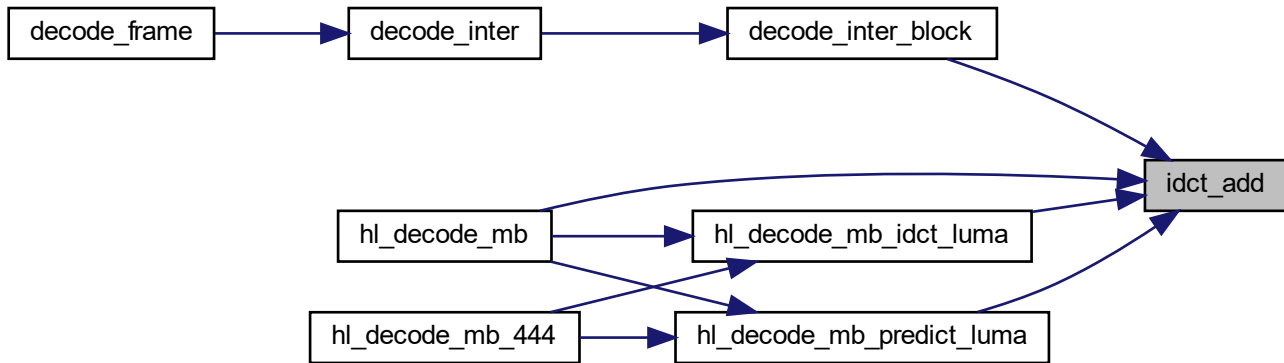 decode_frame
decode_inter
decode_inter_block
idct_add
hl_decode_mb
hl_decode_mb_idct_luma
hl_decode_mb_444
hl_decode_mb_predict_luma